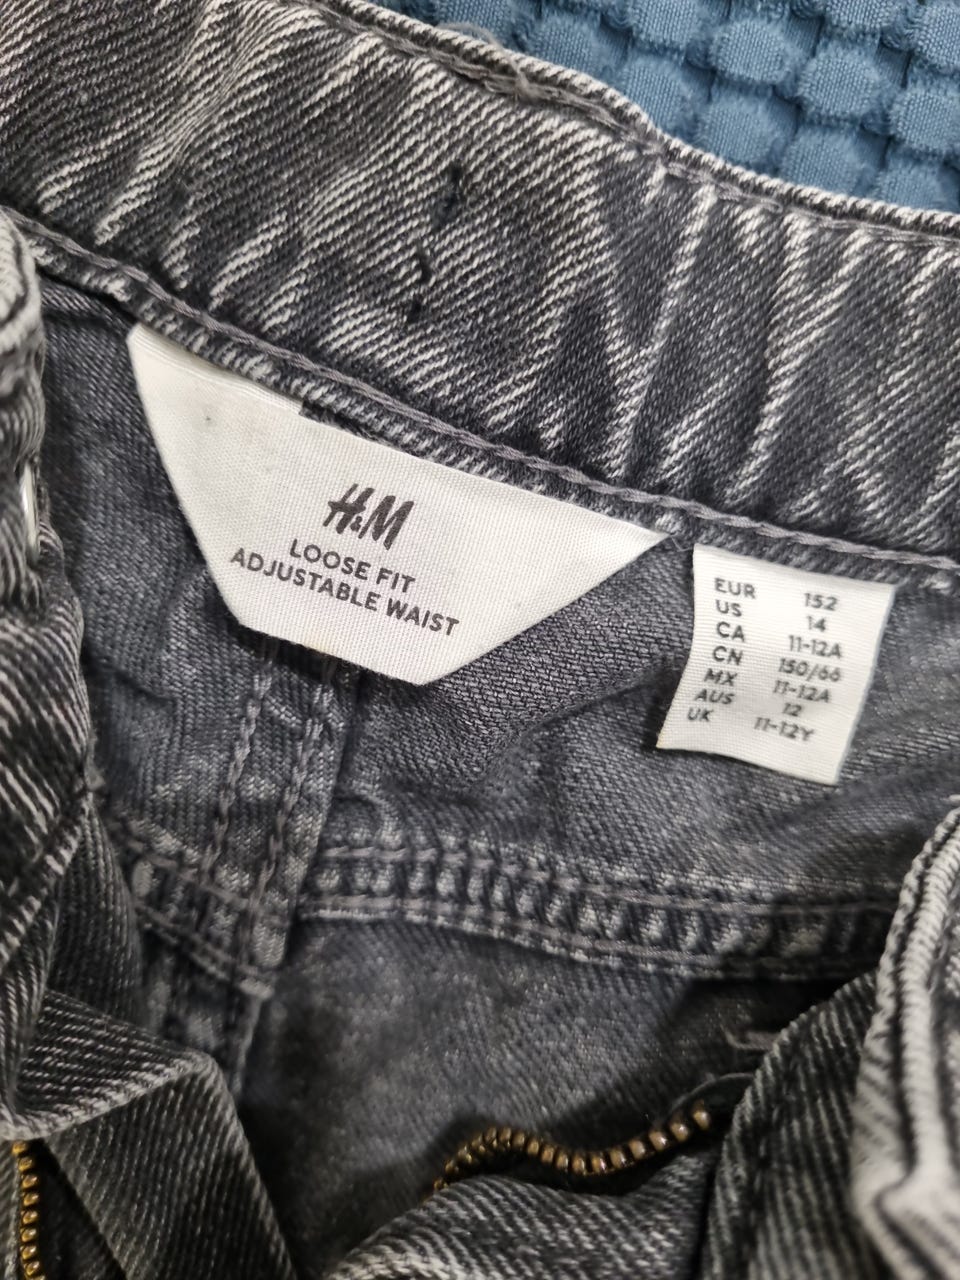 H&M
LOOSE FIT
ADJUSTABLE WAIST
EUR 152
US 14
CA 11-12A
CN 150/66
MX 11-12A
AUS 12
UK 11-12Y